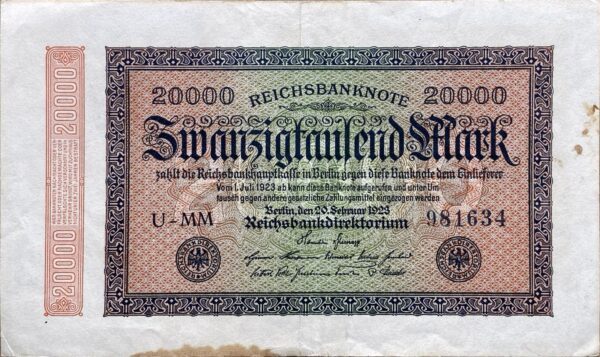 20000 REICHSBANKNOTE 20000
Zwanzigtausend Mark
zahlt die Reichsbankhauptkasse in Berlin gegen diese Banknote dem Einlieferer
Vom 1. Juli 1923 ab kann diese Banknote aufgerufen und unter Um
tausch gegen andere gesetzliche Zahlungsmittel eingezogen werden
Berlin, den 20. Februar 1923
U-MM Reichsbankdirektorium 981634
20000 20000